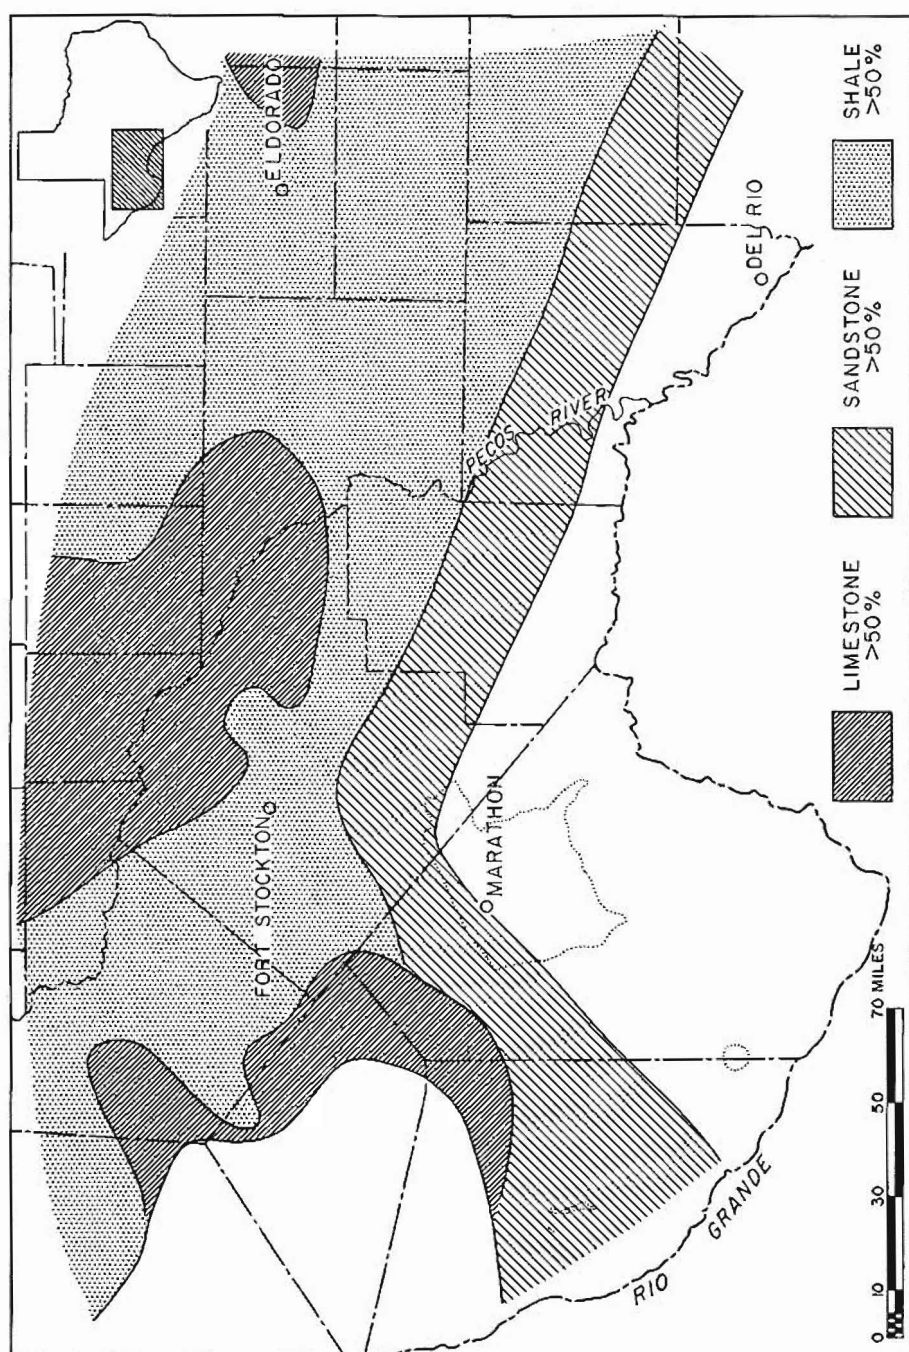 ELDORADO
FORT STOCKTON
PECOS RIVER
MARATHON
DEL RIO
RIO GRANDE
0 10 30 50 70 MILES
LIMESTONE
>50%
SANDSTONE
>50%
SHALE
>50%